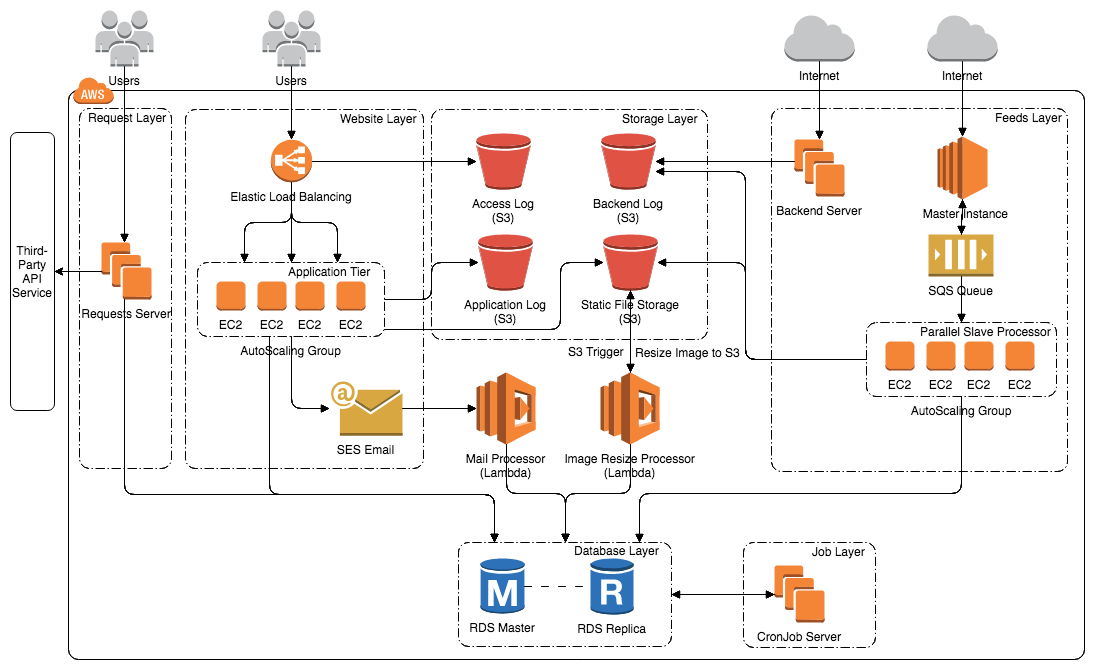 Users
Users
Internet
Internet
AWS
Request Layer
Website Layer
Storage Layer
Feeds Layer
Third-
Party
API
Service
Requests Server
Elastic Load Balancing
Application Tier
EC2
EC2
EC2
EC2
AutoScaling Group
SES Email
@
Access Log
(S3)
Backend Log
(S3)
Application Log
(S3)
Static File Storage
(S3)
S3 Trigger
Resize Image to S3
Mail Processor
(Lambda)
Image Resize Processor
(Lambda)
Backend Server
Master Instance
SQS Queue
Parallel Slave Processor
EC2
EC2
EC2
EC2
AutoScaling Group
Database Layer
M
R
RDS Master
RDS Replica
Job Layer
CronJob Server